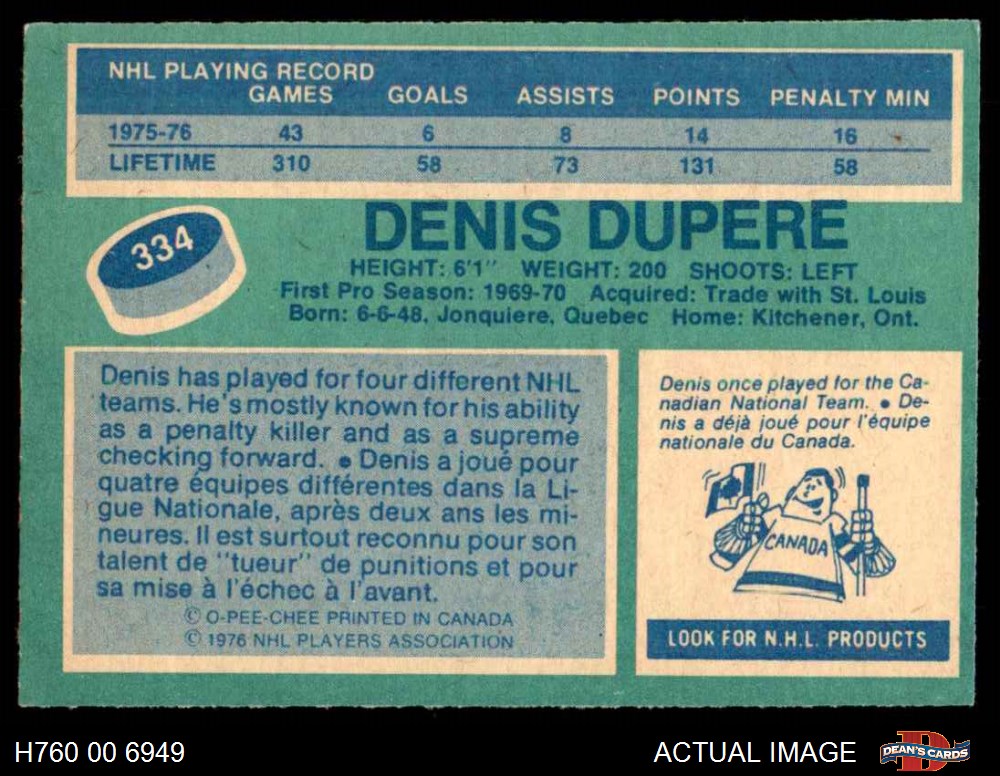 NHL PLAYING RECORD
GAMES GOALS ASSISTS POINTS PENALTY MIN
1975-76 43 6 8 14 16
LIFETIME 310 58 73 131 58
334
DENIS DUPERE
HEIGHT: 6'1" WEIGHT: 200 SHOOTS: LEFT
First Pro Season: 1969-70 Acquired: Trade with St. Louis
Born: 6-6-48, Jonquiere, Quebec Home: Kitchener, Ont.
Denis has played for four different NHL
teams. He's mostly known for his ability
as a penalty killer and as a supreme
checking forward. ● Denis a joué pour
quatre équipes différentes dans la Li-
gue Nationale, après deux ans les mi-
neures. Il est surtout reconnu pour son
talent de "tueur" de punitions et pour
sa mise à l'échec à l'avant.
© O-PEE-CHEE PRINTED IN CANADA
© 1976 NHL PLAYERS ASSOCIATION
Denis once played for the Ca-
nadian National Team. ● De-
nis a déjà joué pour l'équipe
nationale du Canada.
CANADA
LOOK FOR N.H.L. PRODUCTS
H760 00 6949
ACTUAL IMAGE
D
DEAN'S CARDS